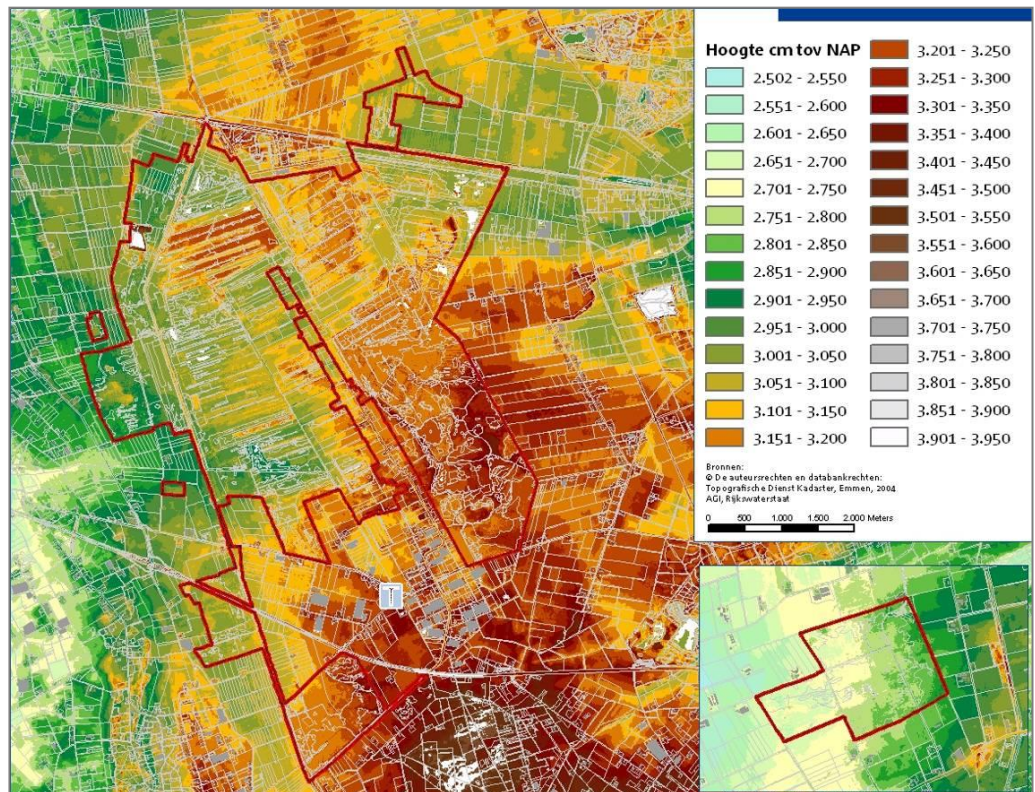 Hoogte cm tov NAP
2.502 - 2.550
2.551 - 2.600
2.601 - 2.650
2.651 - 2.700
2.701 - 2.750
2.751 - 2.800
2.801 - 2.850
2.851 - 2.900
2.901 - 2.950
2.951 - 3.000
3.001 - 3.050
3.051 - 3.100
3.101 - 3.150
3.151 - 3.200
3.201 - 3.250
3.251 - 3.300
3.301 - 3.350
3.351 - 3.400
3.401 - 3.450
3.451 - 3.500
3.501 - 3.550
3.551 - 3.600
3.601 - 3.650
3.651 - 3.700
3.701 - 3.750
3.751 - 3.800
3.801 - 3.850
3.851 - 3.900
3.901 - 3.950
Bronnen:
© De auteursrechten en databankrechten:
Topografische Dienst Kadaster, Emmen, 2004
AGI, Rijkswaterstaat
0 500 1.000 1.500 2.000 Meters
T